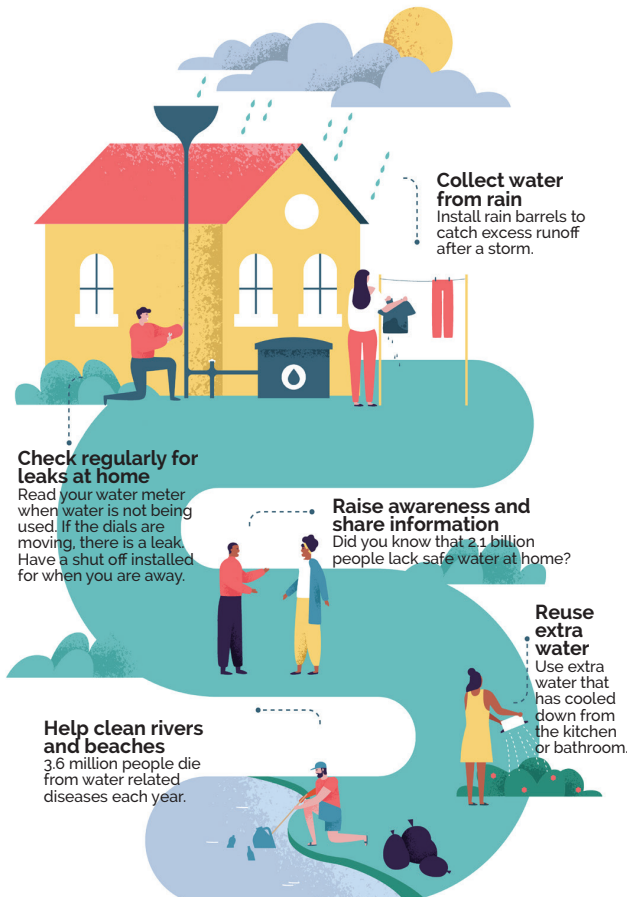 Collect water
from rain
Install rain barrels to
catch excess runoff
after a storm.
Check regularly for
leaks at home
Read your water meter
when water is not being
used. If the dials are
moving, there is a leak.
Have a shut off installed
for when you are away.
Raise awareness and
share information
Did you know that 2.1 billion
people lack safe water at home?
Reuse
extra
water
Use extra
water that
has cooled
down from
the kitchen
or bathroom.
Help clean rivers
and beaches
3.6 million people die
from water related
diseases each year.